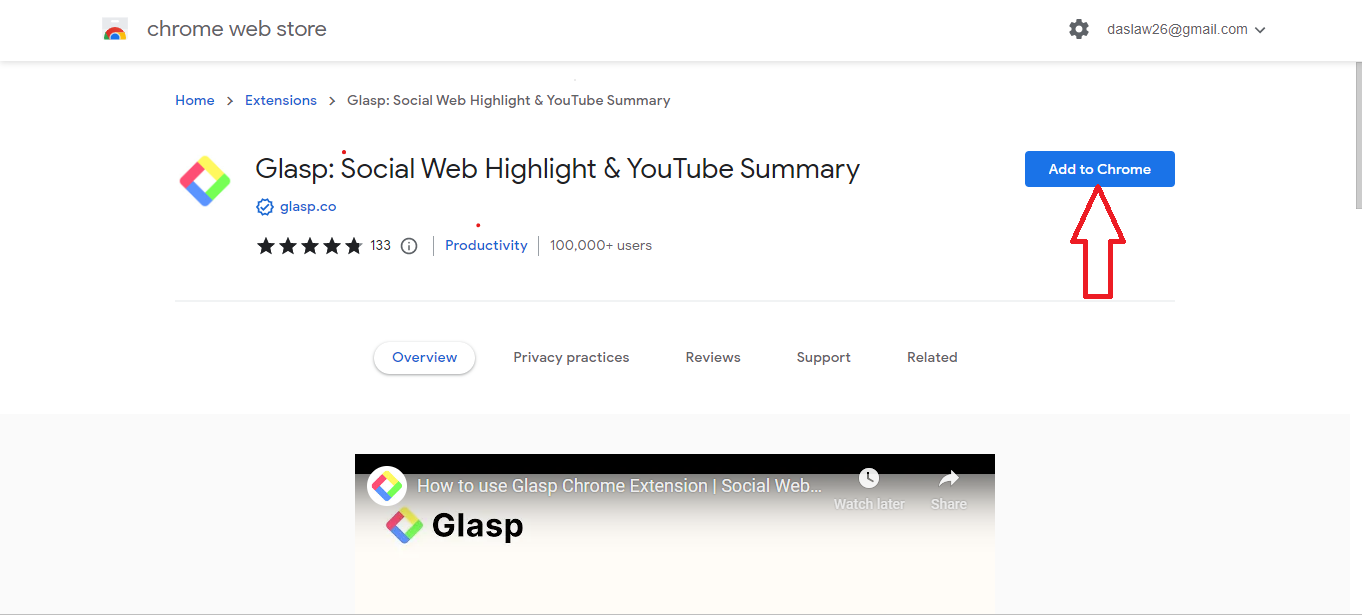 chrome web store
daslaw26@gmail.com
Home > Extensions > Glasp: Social Web Highlight & YouTube Summary
Glasp: Social Web Highlight & YouTube Summary
Add to Chrome
glasp.co
133
Productivity
100,000+ users
Overview
Privacy practices
Reviews
Support
Related
How to use Glasp Chrome Extension | Social Web...
Watch later
Share
Glasp